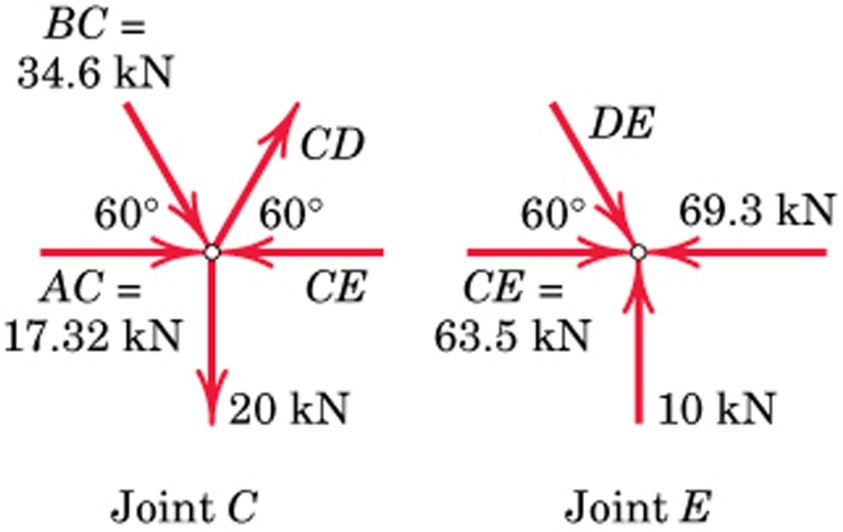 BC =
34.6 kN
CD
60°
60°
AC =
17.32 kN
CE
20 kN
Joint C
DE
60°
69.3 kN
CE =
63.5 kN
10 kN
Joint E